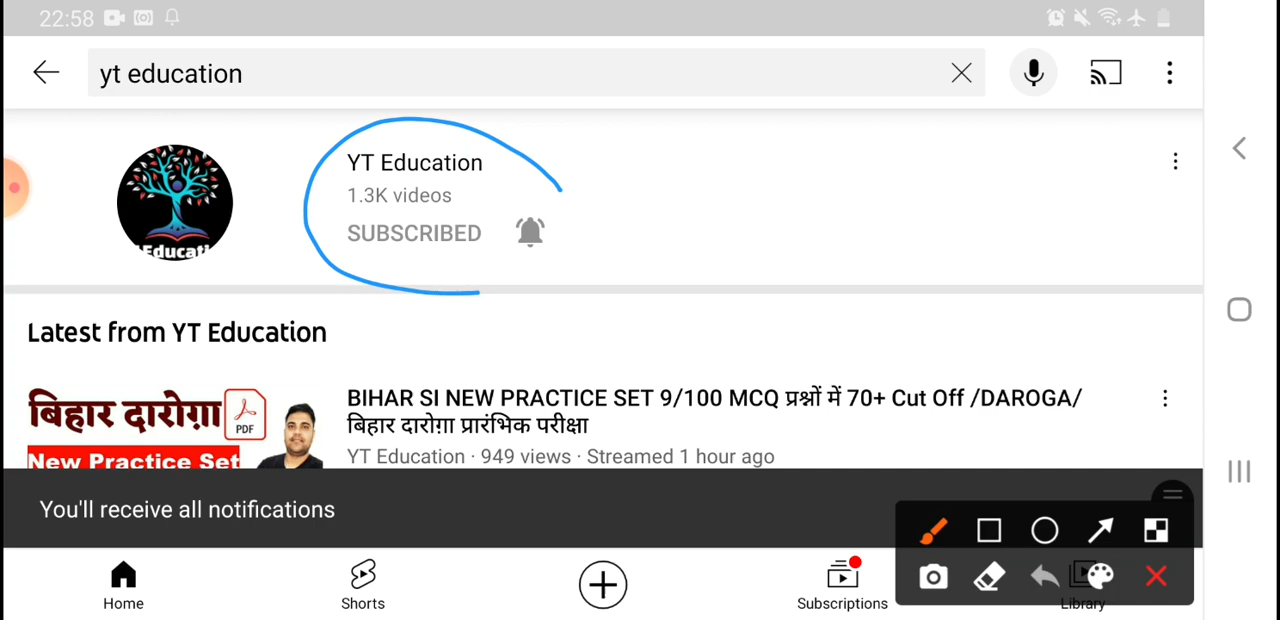 22:58
yt education
YT Education
1.3K videos
SUBSCRIBED
Educati
Latest from YT Education
बिहार दारोग़ा
PDF
New Practice Set
BIHAR SI NEW PRACTICE SET 9/100 MCQ प्रश्नों में 70+ Cut Off /DAROGA/
बिहार दारोग़ा प्रारंभिक परीक्षा
YT Education · 949 views · Streamed 1 hour ago
You'll receive all notifications
Home
Shorts
Subscriptions
Library